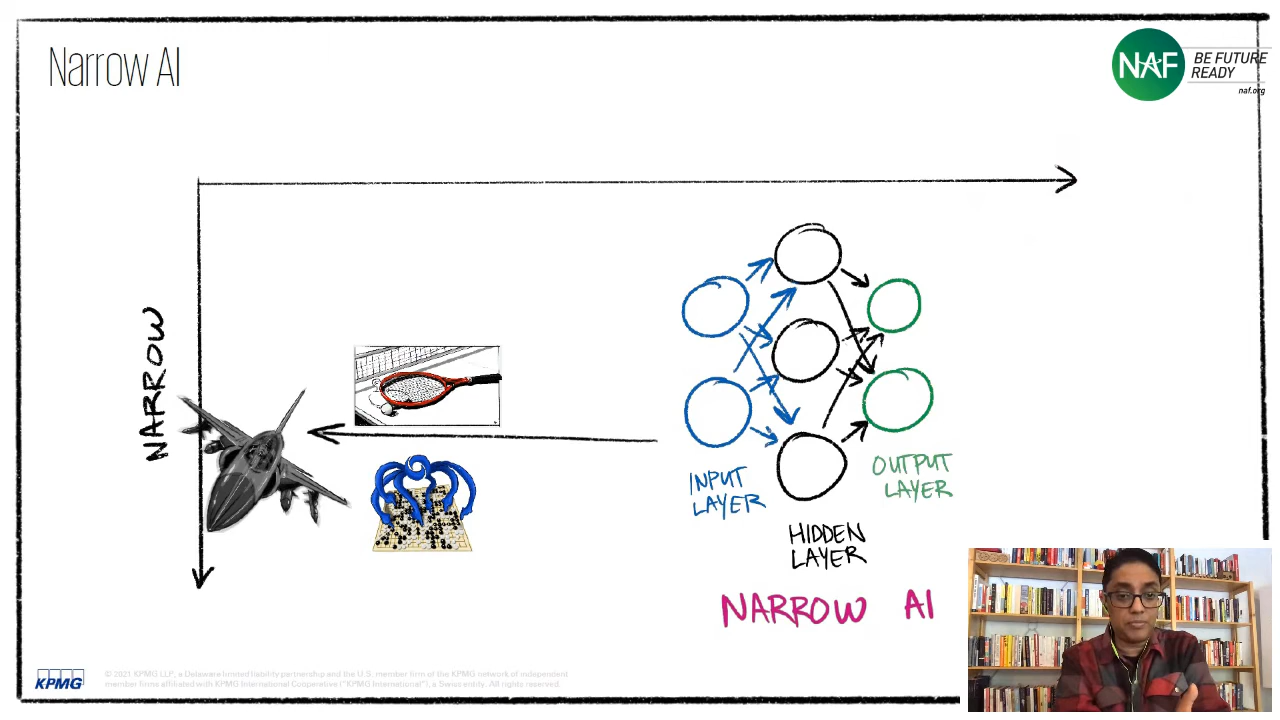 Narrow AI
NAF
BE FUTURE
READY
naf.org
NARROW
INPUT
LAYER
HIDDEN
LAYER
OUTPUT
LAYER
NARROW AI
KPMG
© 2021 KPMG LLP, a Delaware limited liability partnership and the U.S. member firm of the KPMG network of independent
member firms affiliated with KPMG International Cooperative ("KPMG International"), a Swiss entity. All rights reserved.